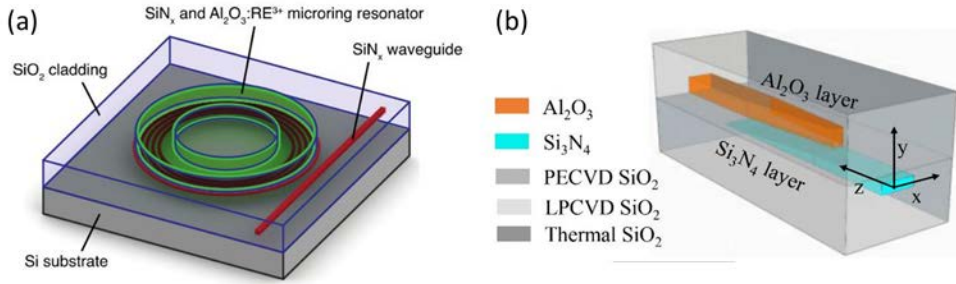 (a)
SiNₓ and Al₂O₃:RE³⁺ microring resonator
SiNₓ waveguide
SiO₂ cladding
Si substrate
(b)
Al₂O₃
Si₃N₄
PECVD SiO₂
LPCVD SiO₂
Thermal SiO₂
Al₂O₃ layer
Si₃N₄ layer
y
z
x